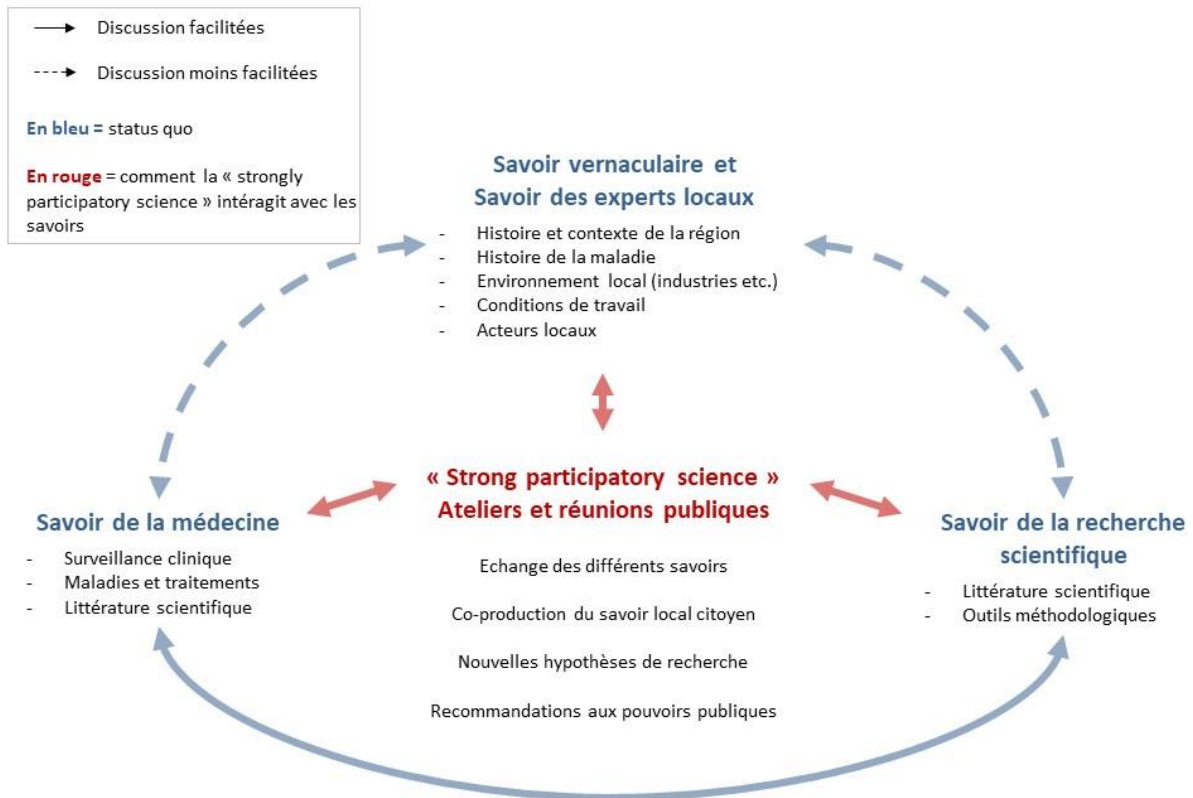 Discussion facilitées
Discussion moins facilitées
En bleu = status quo
En rouge = comment la « strongly
participatory science » intéragit avec les
savoirs
Savoir vernaculaire et
Savoir des experts locaux
- Histoire et contexte de la région
- Histoire de la maladie
- Environnement local (industries etc.)
- Conditions de travail
- Acteurs locaux
« Strong participatory science »
Ateliers et réunions publiques
Echange des différents savoirs
Co-production du savoir local citoyen
Nouvelles hypothèses de recherche
Recommandations aux pouvoirs publiques
Savoir de la médecine
- Surveillance clinique
- Maladies et traitements
- Littérature scientifique
Savoir de la recherche
scientifique
- Littérature scientifique
- Outils méthodologiques